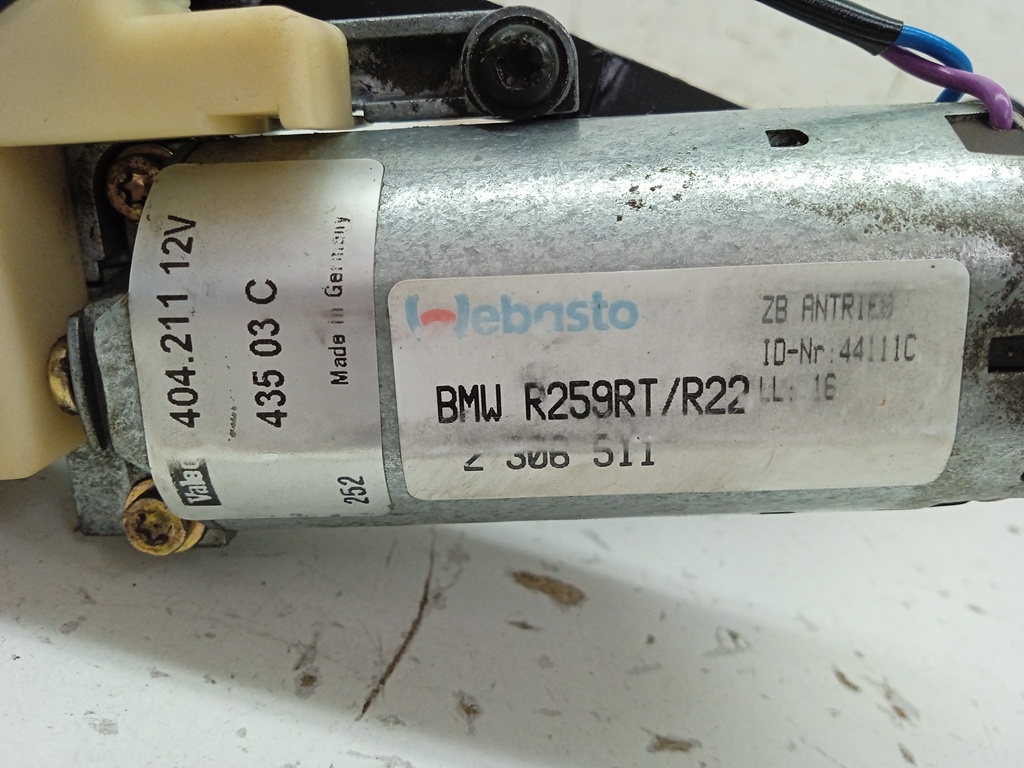 404.211 12V
435 03 C
Made in Germany
Valeo
252
Webasto
ZB ANTRIEB
ID-Nr:44111C
LL: 16
BMW R259RT/R22
2 306 511